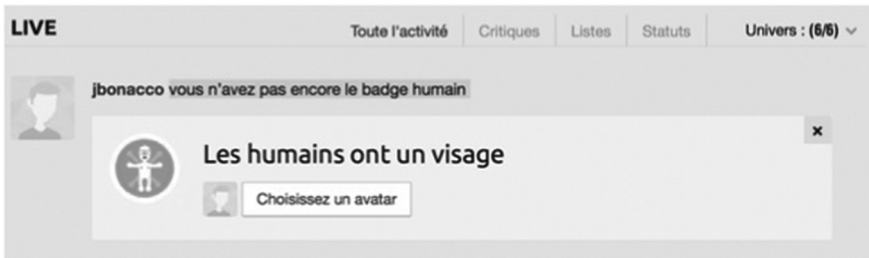 LIVE Toute l'activité Critiques Listes Statuts Univers : (6/6)
jbonacco vous n'avez pas encore le badge humain
Les humains ont un visage
Choisissez un avatar